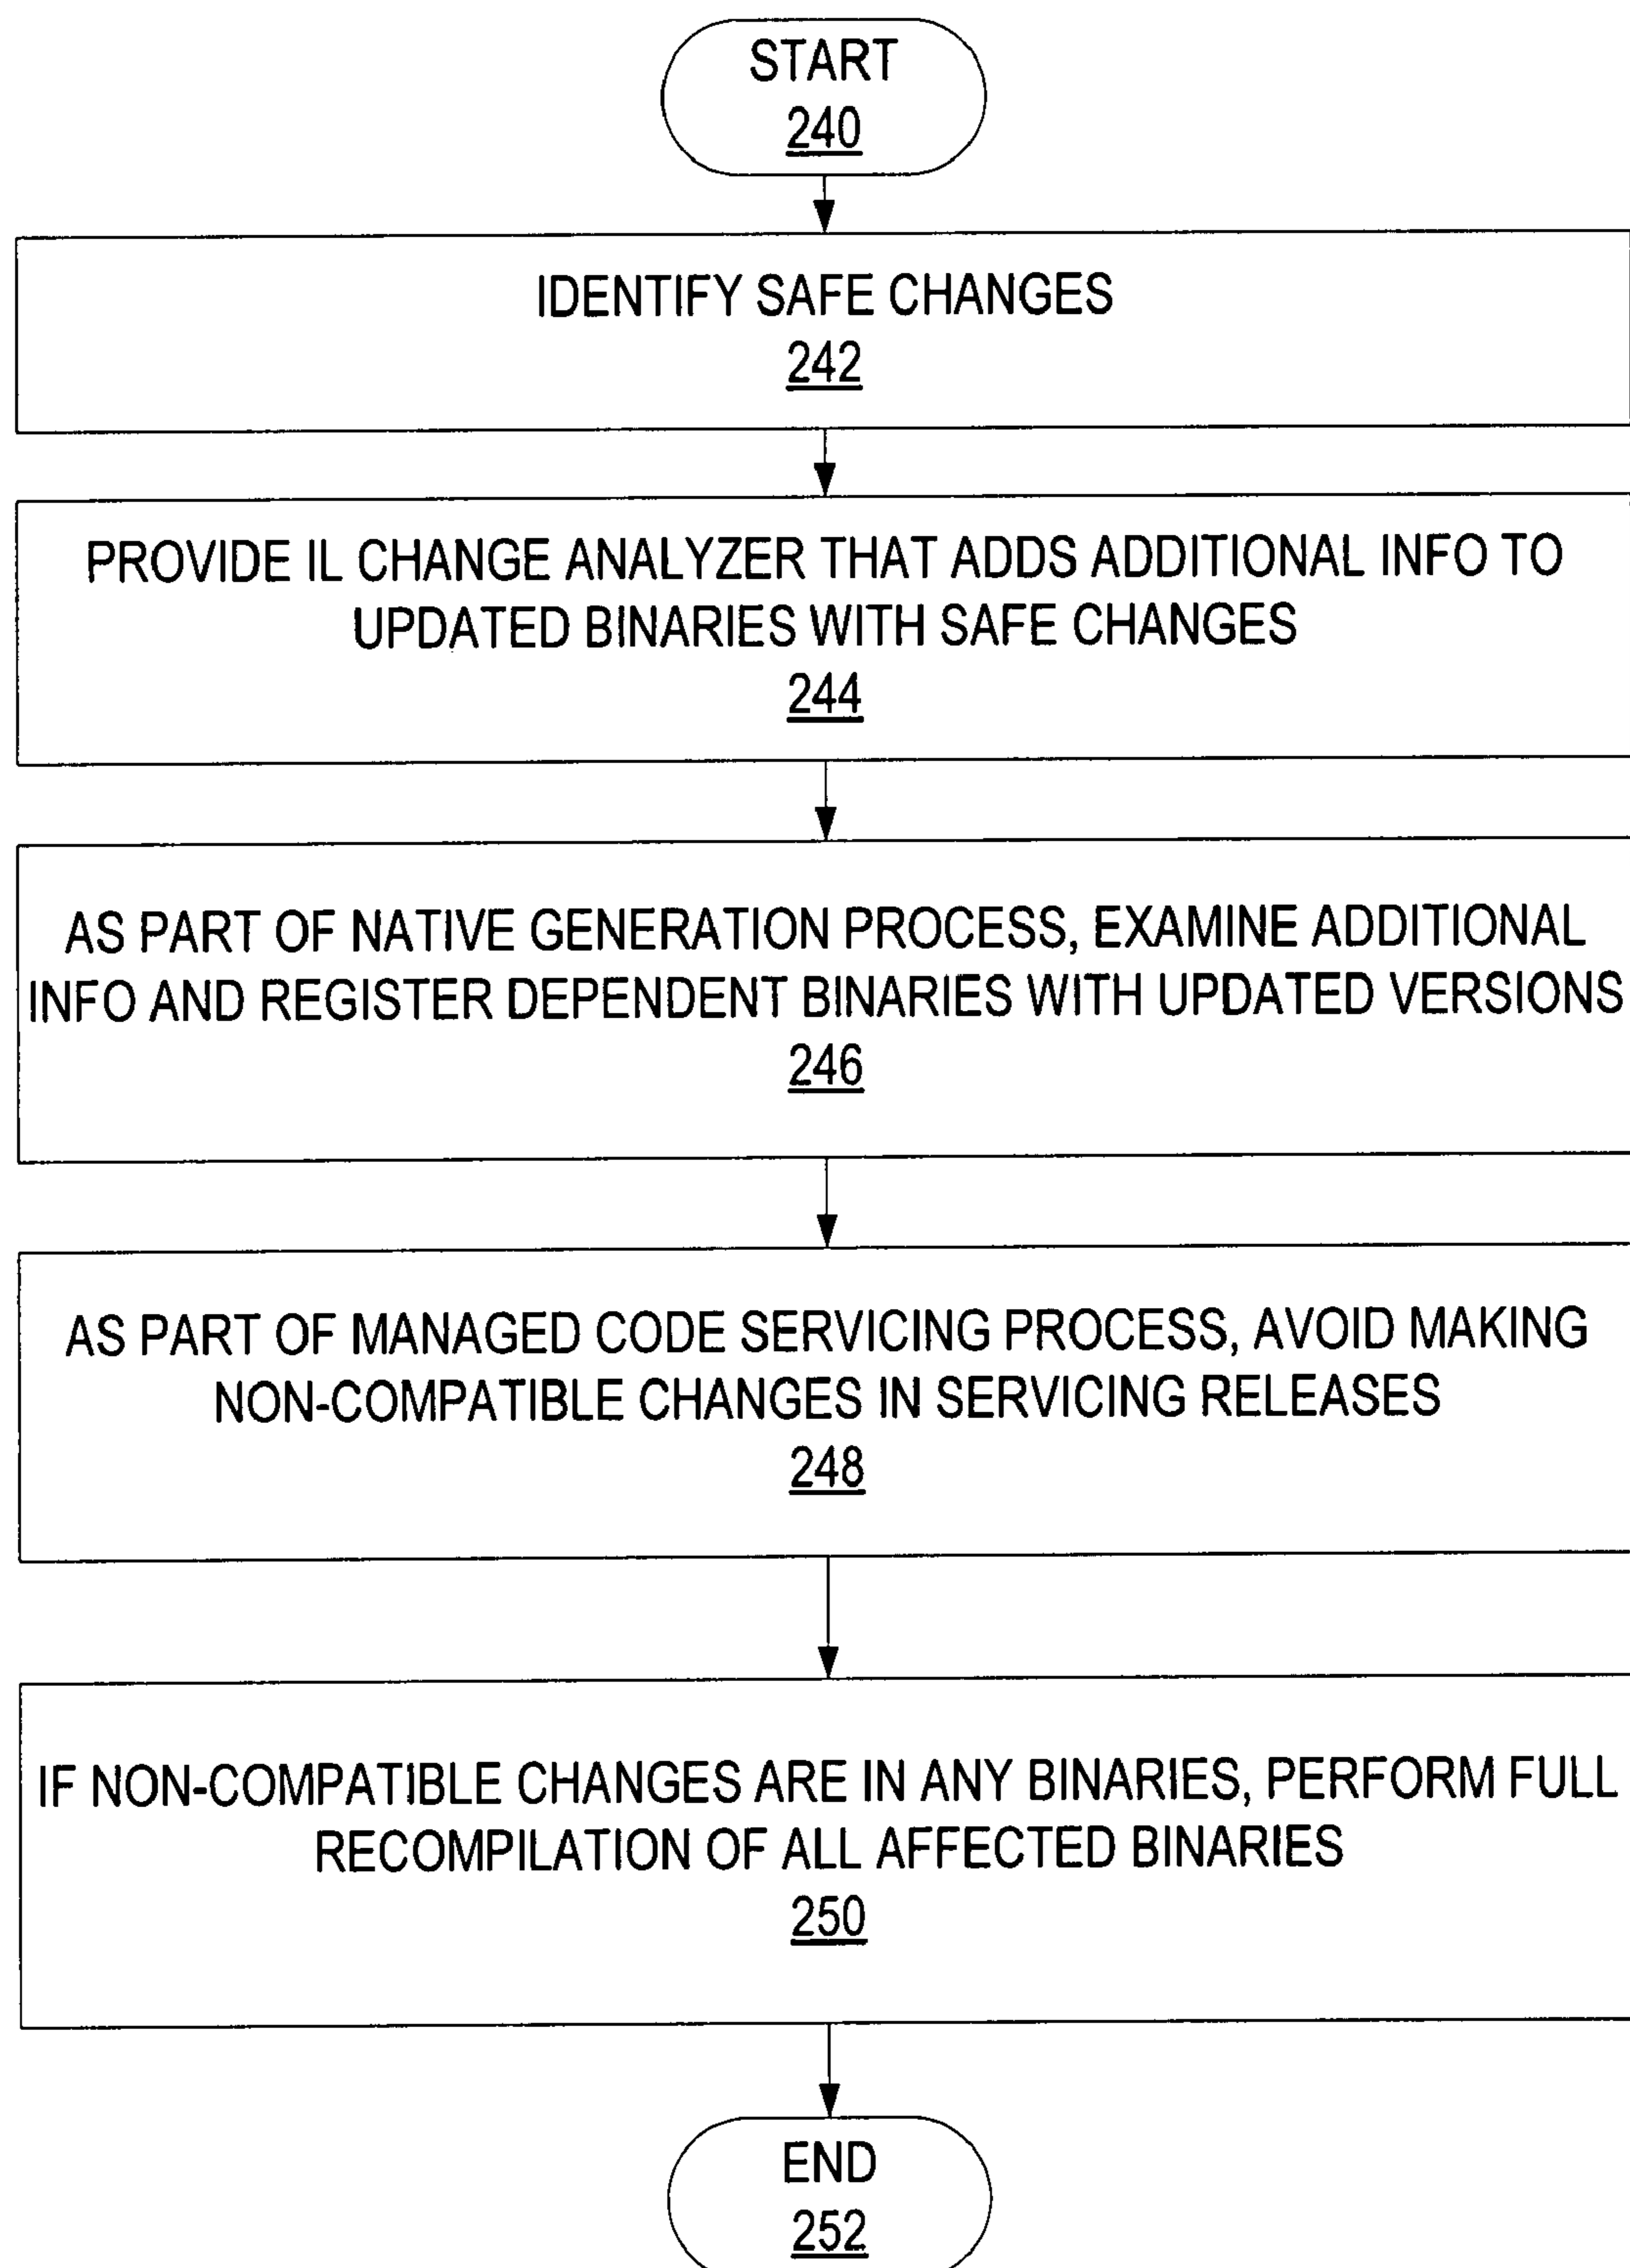 START
240
IDENTIFY SAFE CHANGES
242
PROVIDE IL CHANGE ANALYZER THAT ADDS ADDITIONAL INFO TO
UPDATED BINARIES WITH SAFE CHANGES
244
AS PART OF NATIVE GENERATION PROCESS, EXAMINE ADDITIONAL
INFO AND REGISTER DEPENDENT BINARIES WITH UPDATED VERSIONS
246
AS PART OF MANAGED CODE SERVICING PROCESS, AVOID MAKING
NON-COMPATIBLE CHANGES IN SERVICING RELEASES
248
IF NON-COMPATIBLE CHANGES ARE IN ANY BINARIES, PERFORM FULL
RECOMPILATION OF ALL AFFECTED BINARIES
250
END
252